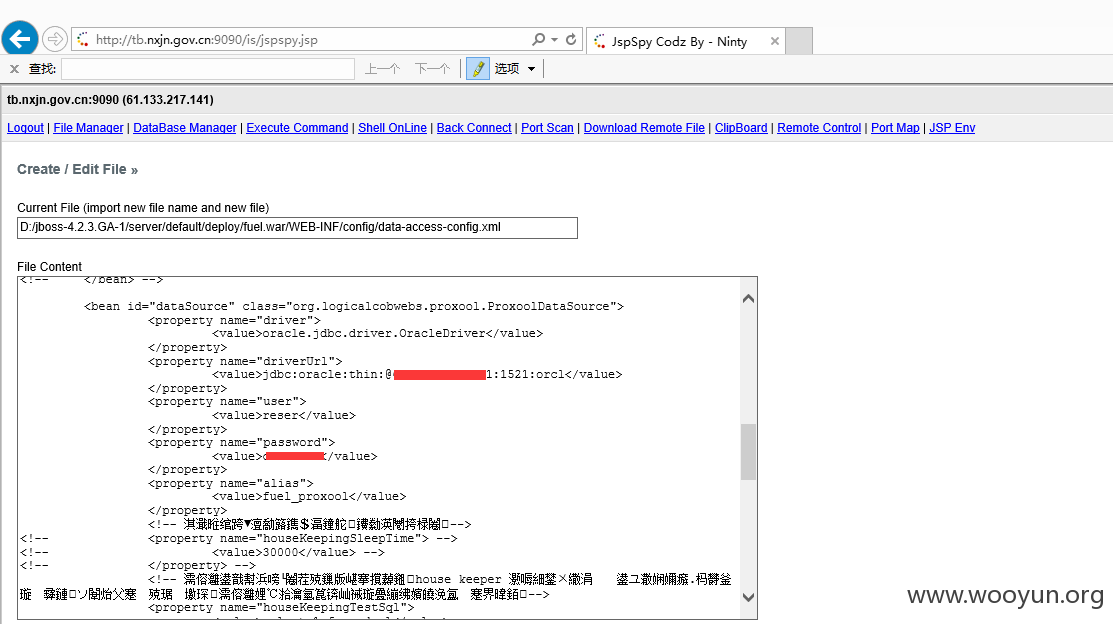 http://tb.nxjn.gov.cn:9090/is/jspspy.jsp
JspSpy Codz By - Ninty
查找:
上一个 下一个 选项
tb.nxjn.gov.cn:9090 (61.133.217.141)
Logout | File Manager | DataBase Manager | Execute Command | Shell OnLine | Back Connect | Port Scan | Download Remote File | ClipBoard | Remote Control | Port Map | JSP Env
Create / Edit File »
Current File (import new file name and new file)
D:/jboss-4.2.3.GA-1/server/default/deploy/fuel.war/WEB-INF/config/data-access-config.xml
File Content
<!-- </bean> -->
<bean id="dataSource" class="org.logicalcobwebs.proxool.ProxoolDataSource">
<property name="driver">
<value>oracle.jdbc.driver.OracleDriver</value>
</property>
<property name="driverUrl">
<value>jdbc:oracle:thin:@ 1:1521:orcl</value>
</property>
<property name="user">
<value>reser</value>
</property>
<property name="password">
<value> /value>
</property>
<property name="alias">
<value>fuel_proxool</value>
</property>
<!-- -->
<!-- <property name="houseKeepingSleepTime"> -->
<!-- <value>30000</value> -->
<!-- </property> -->
<!-- house keeper
-->
<property name="houseKeepingTestSql">
www.wooyun.org